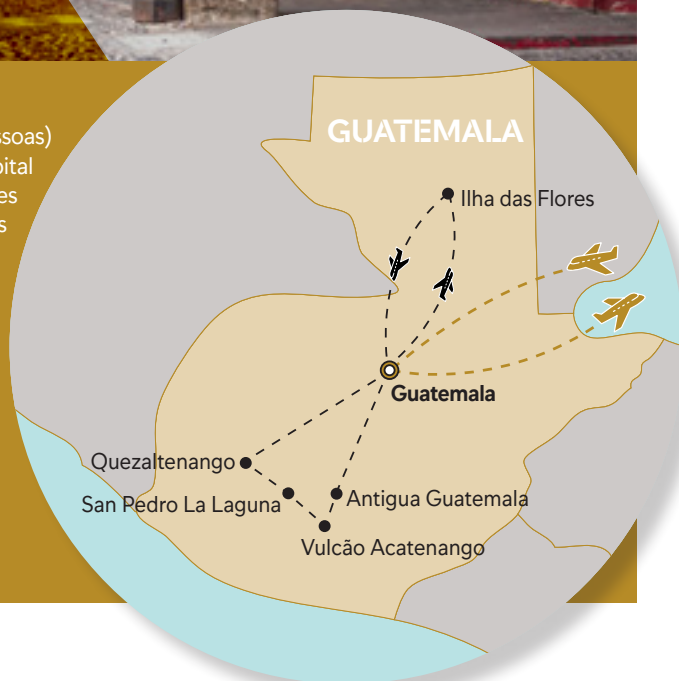 GUATEMALA
Ilha das Flores
Guatemala
Quezaltenango
San Pedro La Laguna
Antigua Guatemala
Vulcão Acatenango